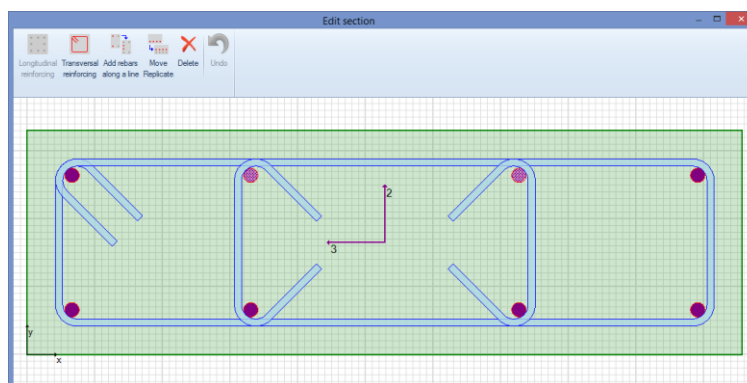 Edit section
Longitudinal Transversal Add rebars Move Delete Undo
reinforcing reinforcing along a line Replicate
2
3
y
x